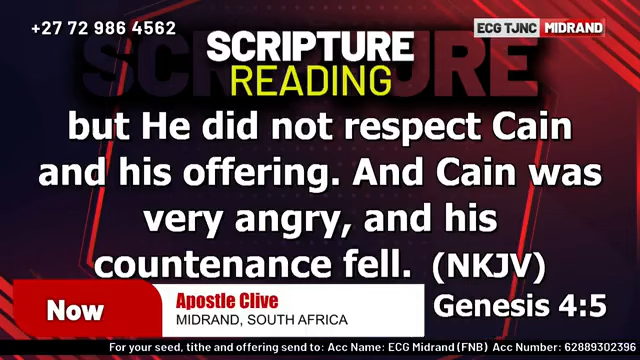 +27 72 986 4562
ECG TJNC MIDRAND
SCRIPTURE
READING
but He did not respect Cain
and his offering. And Cain was
very angry, and his
countenance fell. (NKJV)
Genesis 4:5
Now
Apostle Clive
MIDRAND, SOUTH AFRICA
For your seed, tithe and offering send to: Acc Name: ECG Midrand (FNB) Acc Number: 62889302396